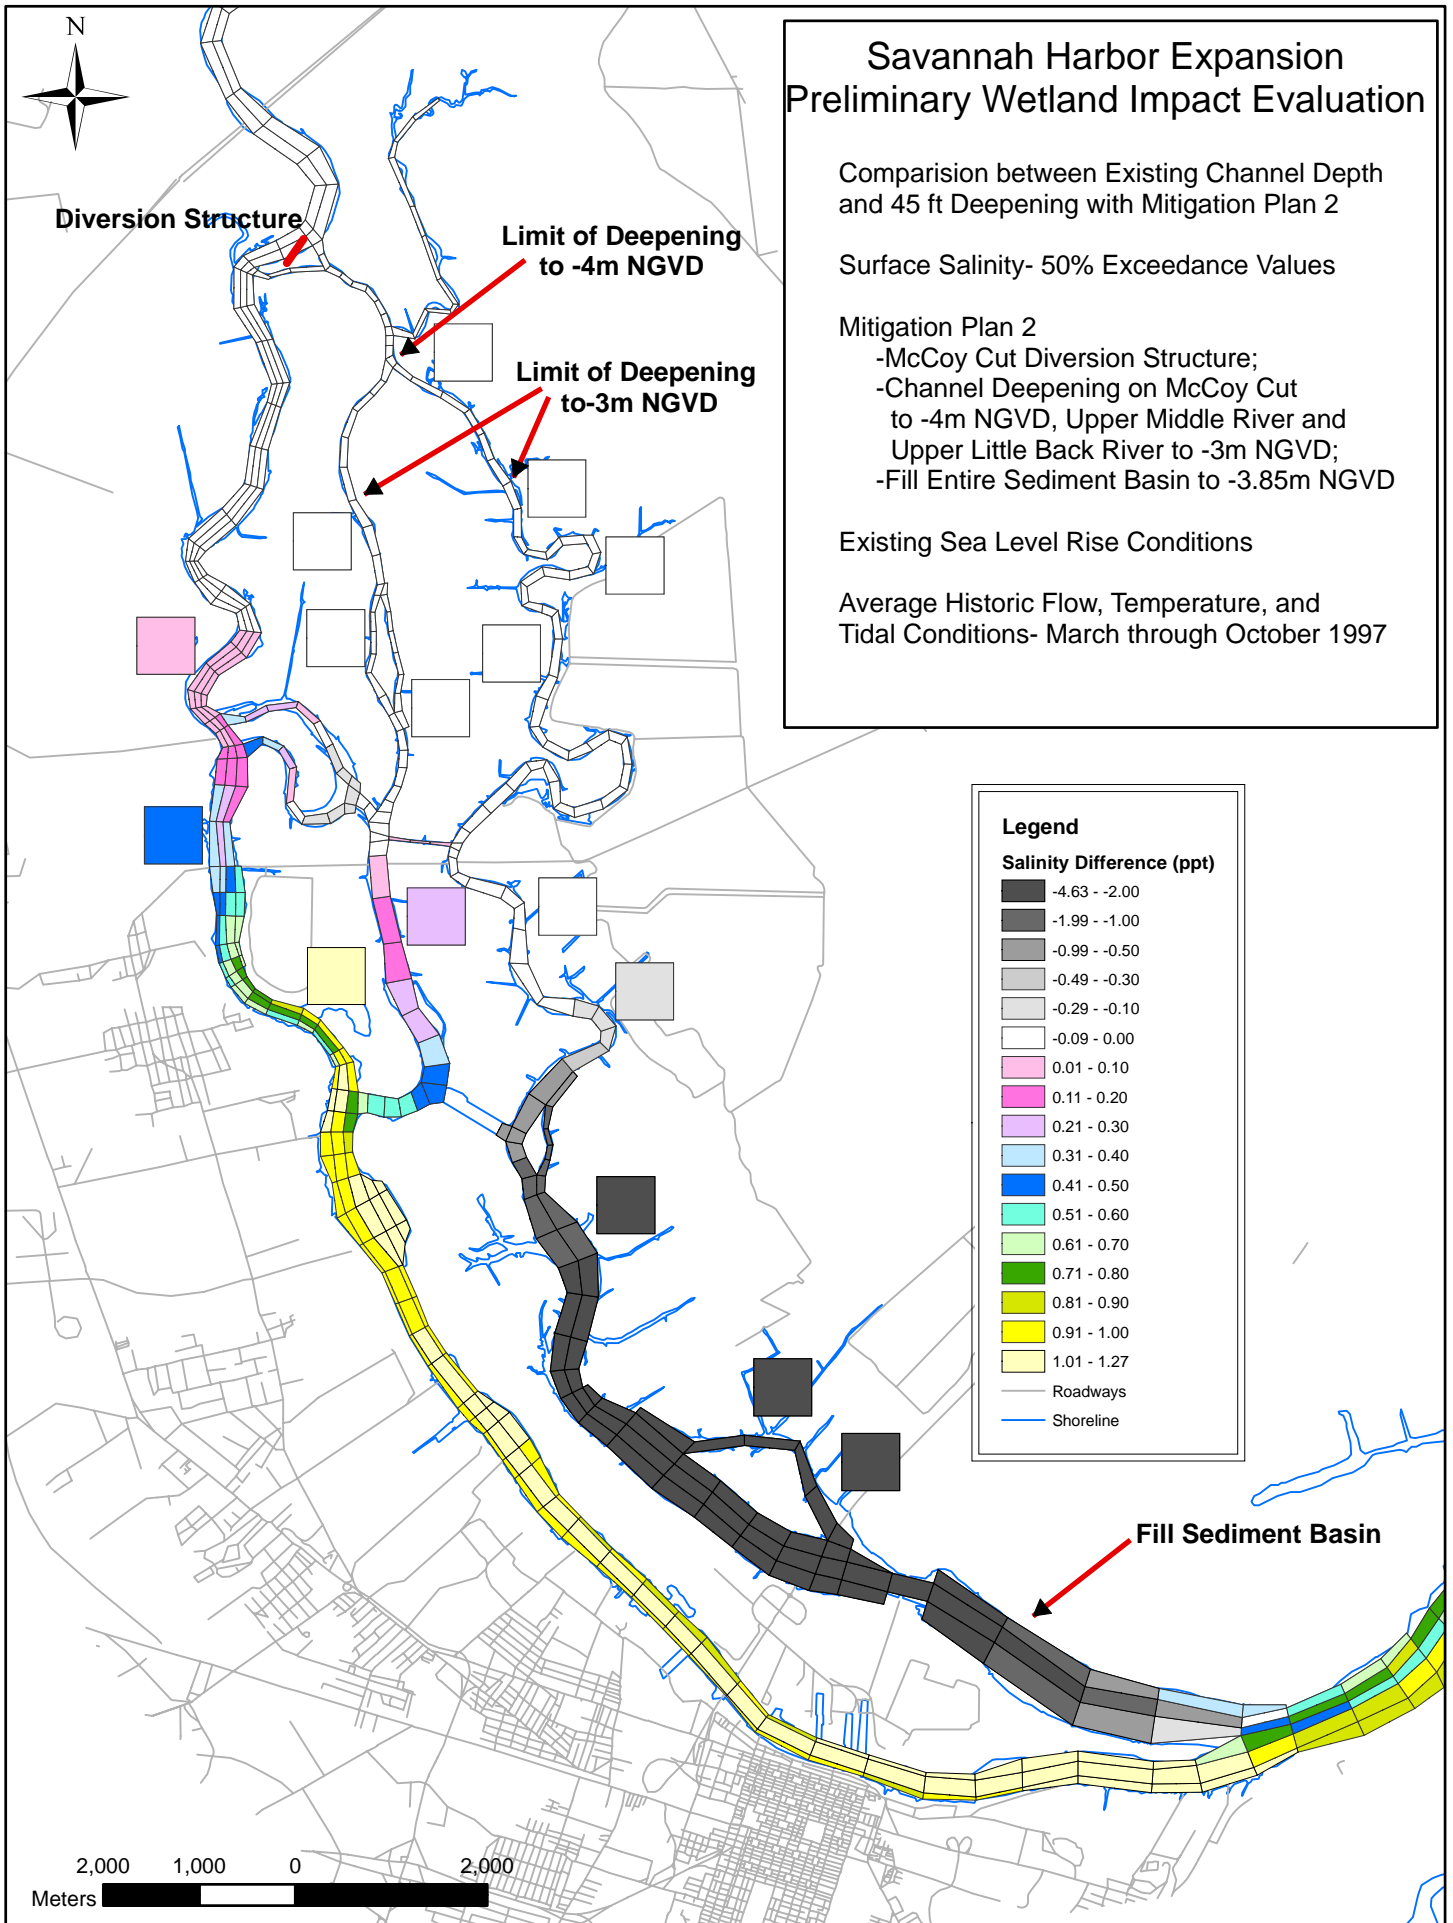 N
Savannah Harbor Expansion
Preliminary Wetland Impact Evaluation
Comparision between Existing Channel Depth
and 45 ft Deepening with Mitigation Plan 2
Surface Salinity- 50% Exceedance Values
Mitigation Plan 2
-McCoy Cut Diversion Structure;
-Channel Deepening on McCoy Cut
to -4m NGVD, Upper Middle River and
Upper Little Back River to -3m NGVD;
-Fill Entire Sediment Basin to -3.85m NGVD
Existing Sea Level Rise Conditions
Average Historic Flow, Temperature, and
Tidal Conditions- March through October 1997
Diversion Structure
Limit of Deepening
to -4m NGVD
Limit of Deepening
to-3m NGVD
Legend
Salinity Difference (ppt)
-4.63 - -2.00
-1.99 - -1.00
-0.99 - -0.50
-0.49 - -0.30
-0.29 - -0.10
-0.09 - 0.00
0.01 - 0.10
0.11 - 0.20
0.21 - 0.30
0.31 - 0.40
0.41 - 0.50
0.51 - 0.60
0.61 - 0.70
0.71 - 0.80
0.81 - 0.90
0.91 - 1.00
1.01 - 1.27
Roadways
Shoreline
Fill Sediment Basin
2,000 1,000 0 2,000
Meters